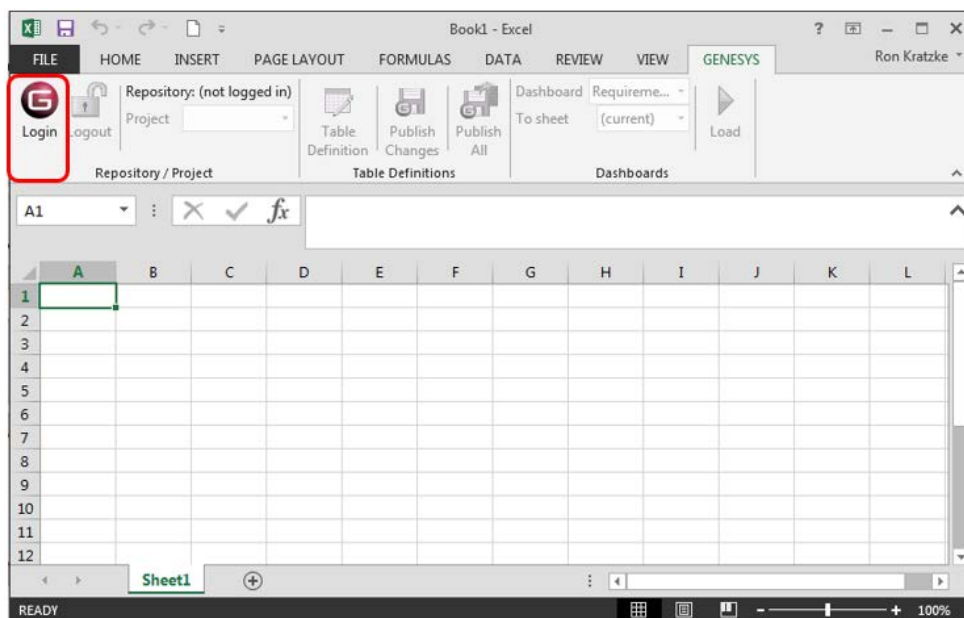 Book1 - Excel
?
FILE HOME INSERT PAGE LAYOUT FORMULAS DATA REVIEW VIEW GENESYS Ron Kratzke
Login
Logout
Repository: (not logged in)
Project
Repository / Project
Table Definition
Publish Changes
Publish All
Table Definitions
Dashboard Requireme...
To sheet (current)
Load
Dashboards
A1 fx
A B C D E F G H I J K L
1
2
3
4
5
6
7
8
9
10
11
12
Sheet1
READY 100%